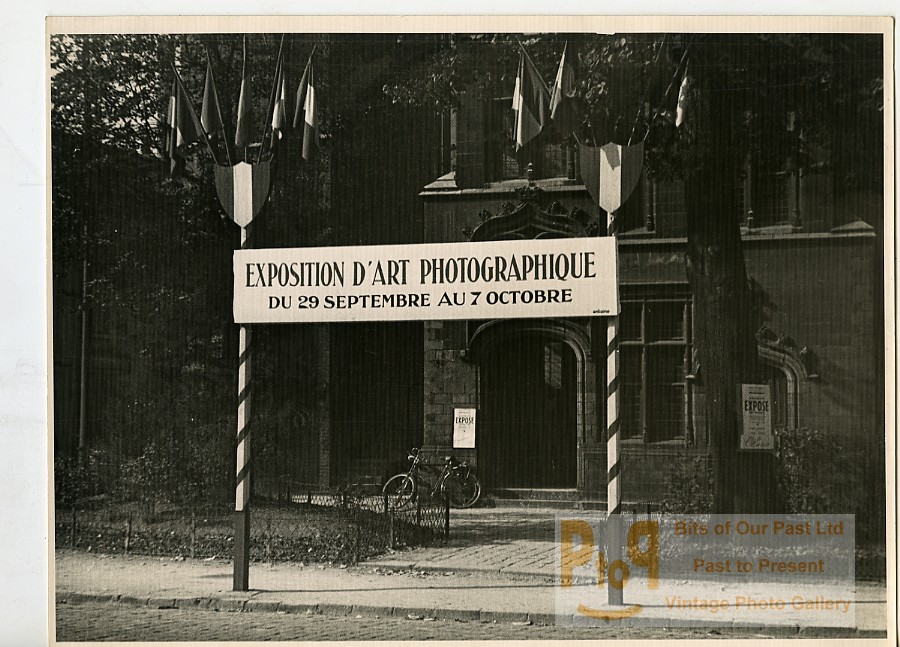 EXPOSITION D'ART PHOTOGRAPHIQUE
DU 29 SEPTEMBRE AU 7 OCTOBRE
EXPOSE
EXPOSE
PtoP
Bits of Our Past Ltd
Past to Present
Vintage Photo Gallery